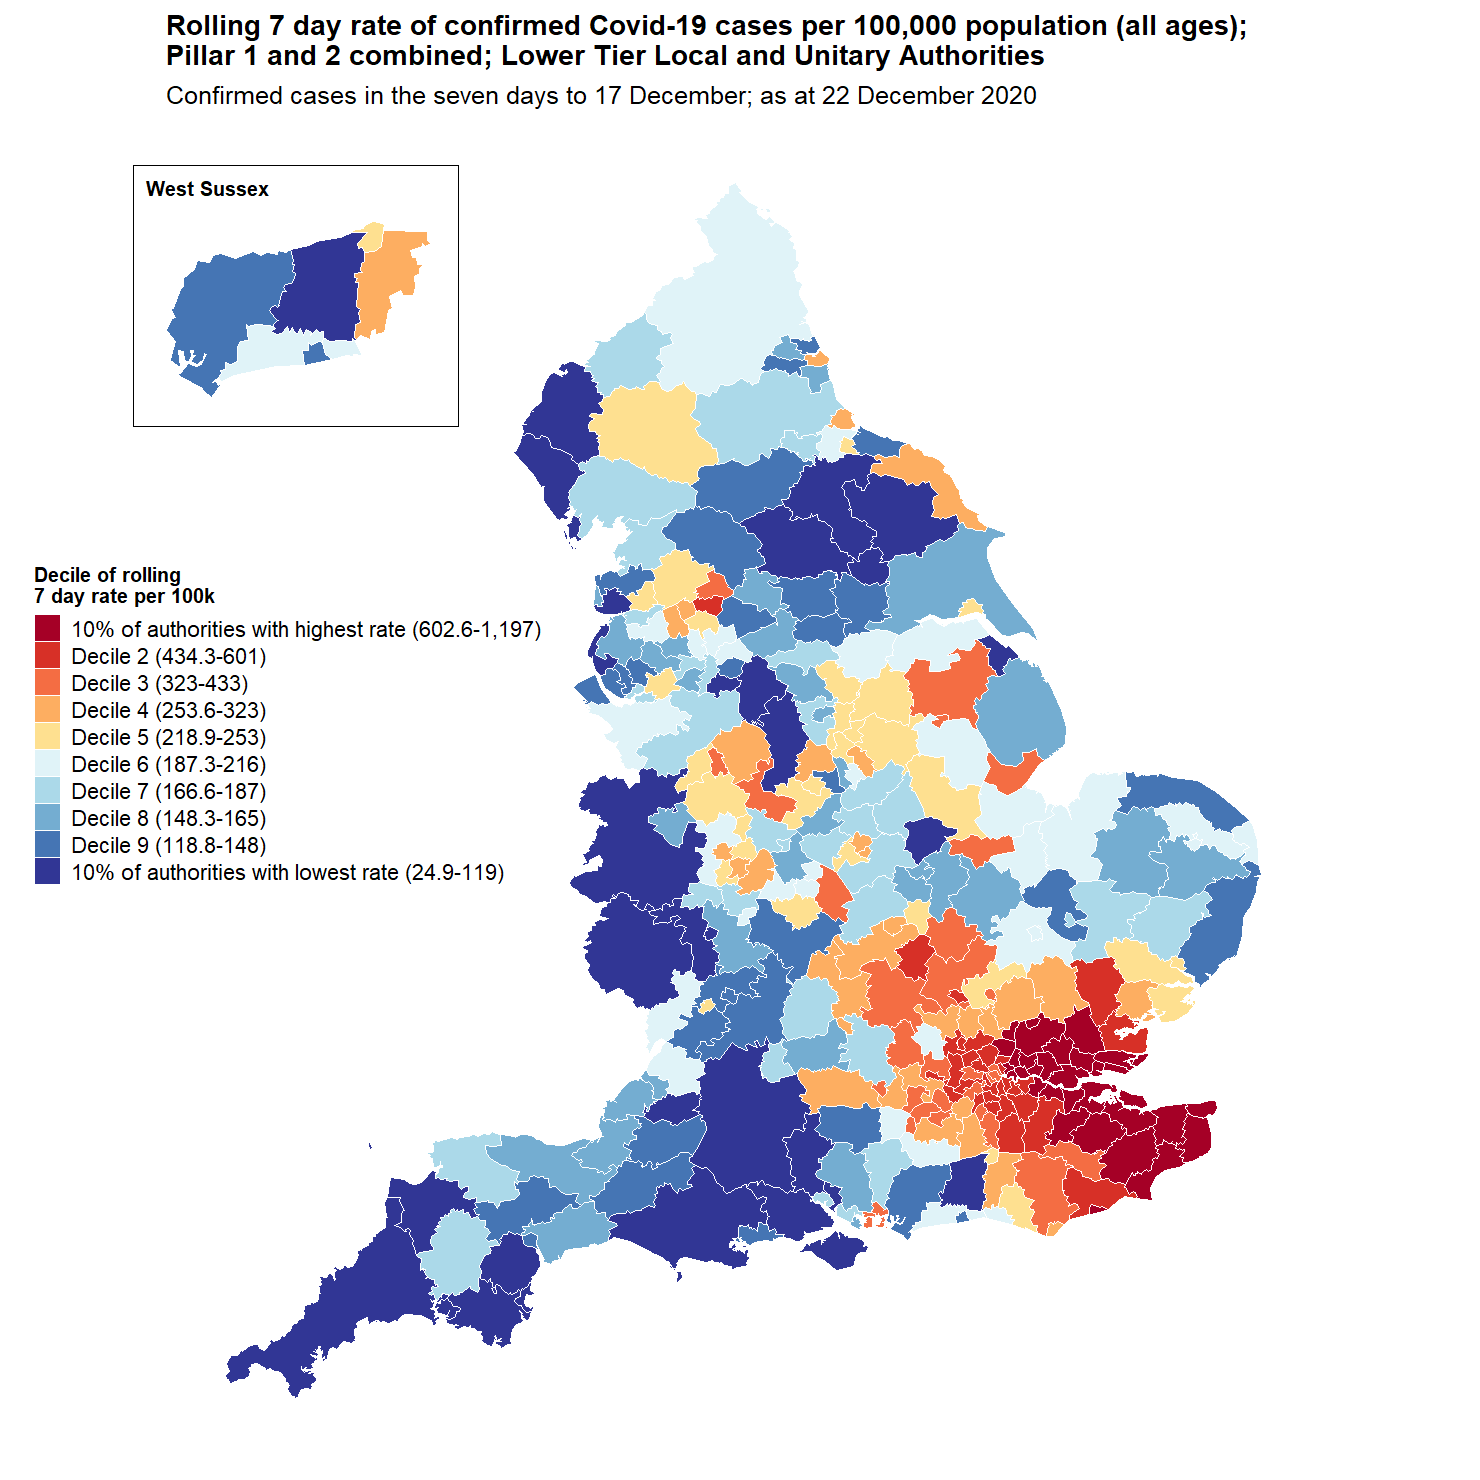 Rolling 7 day rate of confirmed Covid-19 cases per 100,000 population (all ages);
Pillar 1 and 2 combined; Lower Tier Local and Unitary Authorities
Confirmed cases in the seven days to 17 December; as at 22 December 2020
West Sussex
Decile of rolling
7 day rate per 100k
10% of authorities with highest rate (602.6-1,197)
Decile 2 (434.3-601)
Decile 3 (323-433)
Decile 4 (253.6-323)
Decile 5 (218.9-253)
Decile 6 (187.3-216)
Decile 7 (166.6-187)
Decile 8 (148.3-165)
Decile 9 (118.8-148)
10% of authorities with lowest rate (24.9-119)